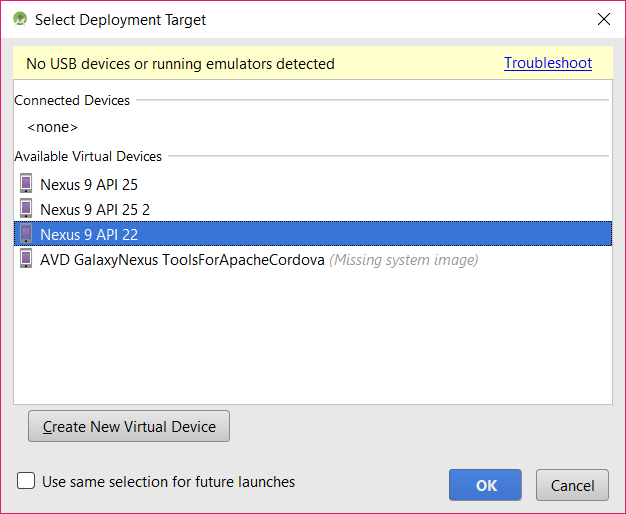 Select Deployment Target
No USB devices or running emulators detected Troubleshoot
Connected Devices
<none>
Available Virtual Devices
Nexus 9 API 25
Nexus 9 API 25 2
Nexus 9 API 22
AVD GalaxyNexus ToolsForApacheCordova (Missing system image)
Create New Virtual Device
Use same selection for future launches
OK Cancel